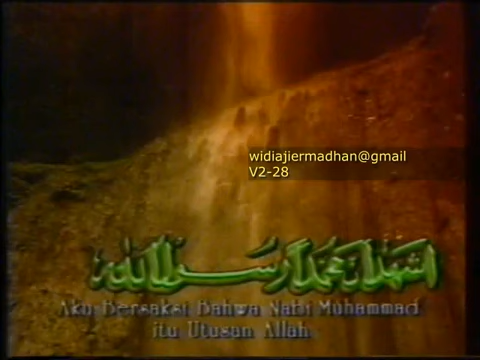 widiajiermadhan@gmail
V2-28
اشهد ان محمدا رسول الله
Aku Bersaksi Bahwa Nabi Muhammad
itu Utusan Allah.